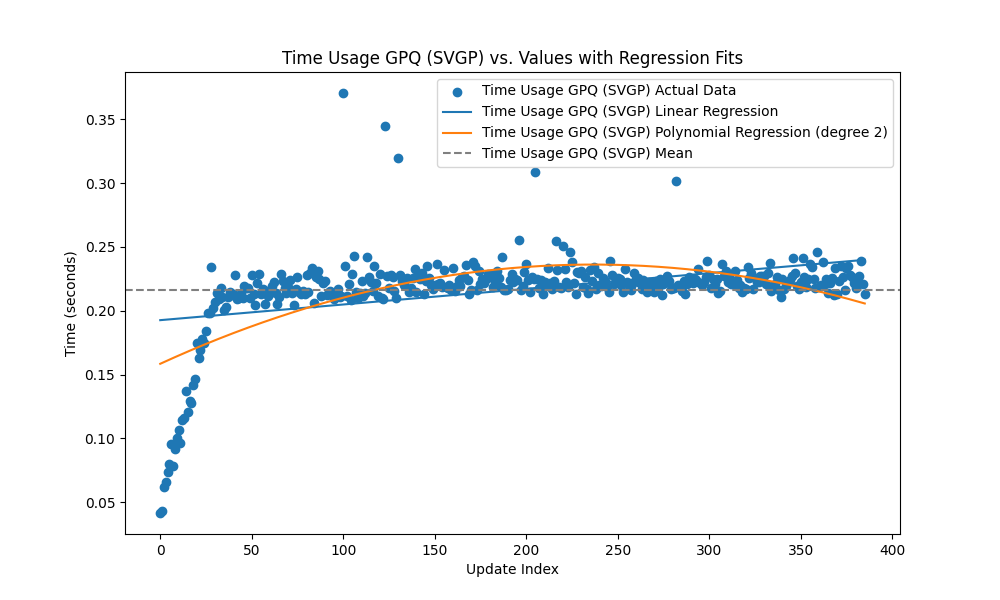 Time Usage GPQ (SVGP) vs. Values with Regression Fits
Time Usage GPQ (SVGP) Actual Data
Time Usage GPQ (SVGP) Linear Regression
Time Usage GPQ (SVGP) Polynomial Regression (degree 2)
Time Usage GPQ (SVGP) Mean
Time (seconds)
0.35
0.30
0.25
0.20
0.15
0.10
0.05
0 50 100 150 200 250 300 350 400
Update Index